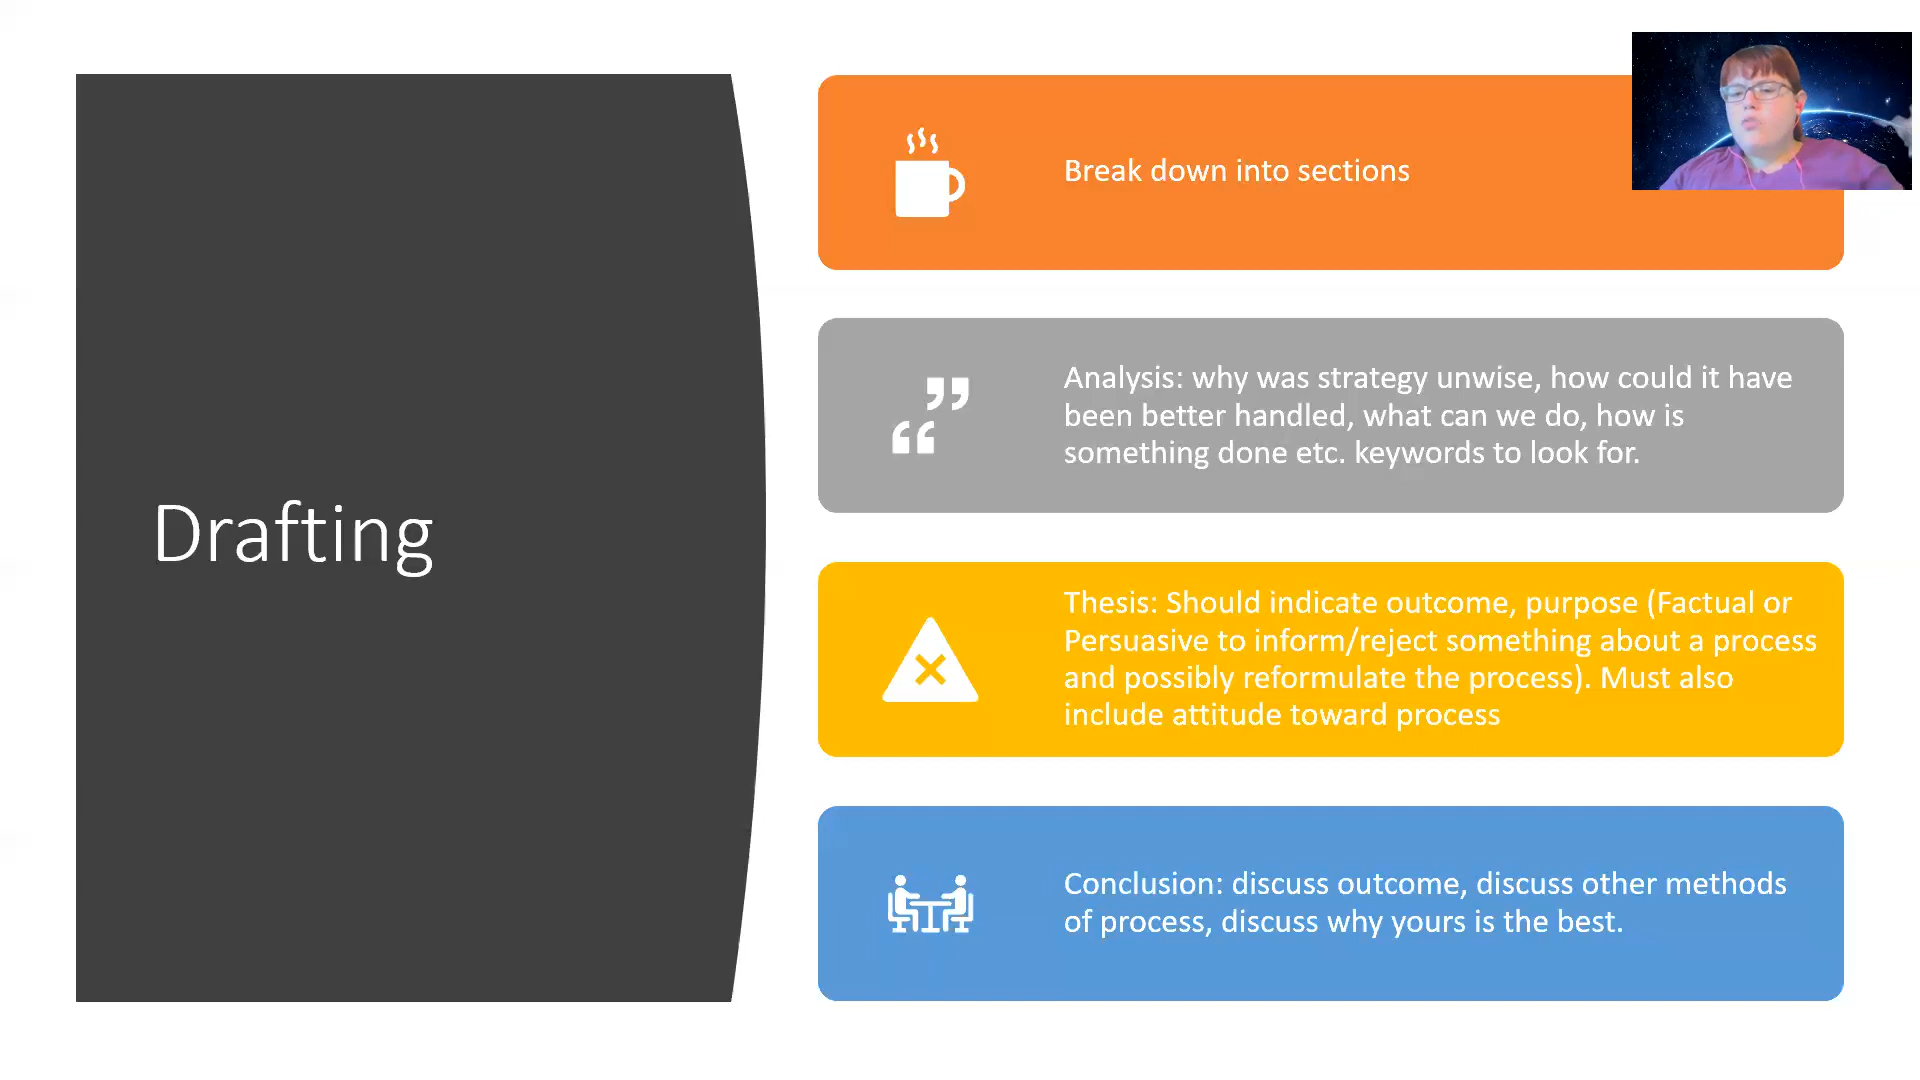 Drafting
Break down into sections
Analysis: why was strategy unwise, how could it have
been better handled, what can we do, how is
something done etc. keywords to look for.
Thesis: Should indicate outcome, purpose (Factual or
Persuasive to inform/reject something about a process
and possibly reformulate the process). Must also
include attitude toward process
Conclusion: discuss outcome, discuss other methods
of process, discuss why yours is the best.